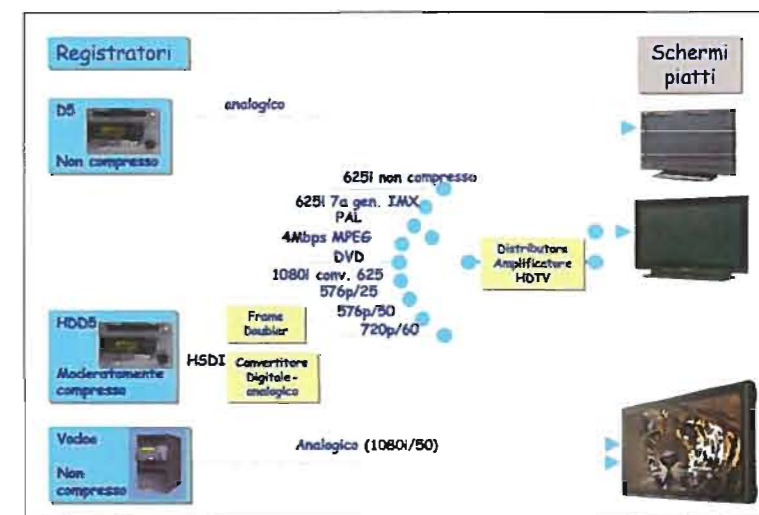 Registratori
Schermi
piatti
D5
Non compresso
analogico
625i non compresso
625i 7a gen. IMX
PAL
4Mbps MPEG
DVD
1080i conv. 625
576p/25
576p/50
720p/60
Distributore
Amplificatore
HDTV
HDD5
Moderatamente
compresso
HSDI
Frame
Doubler
Convertitore
Digitale-
analogico
Vodoo
Non
compresso
Analogico (1080i/50)